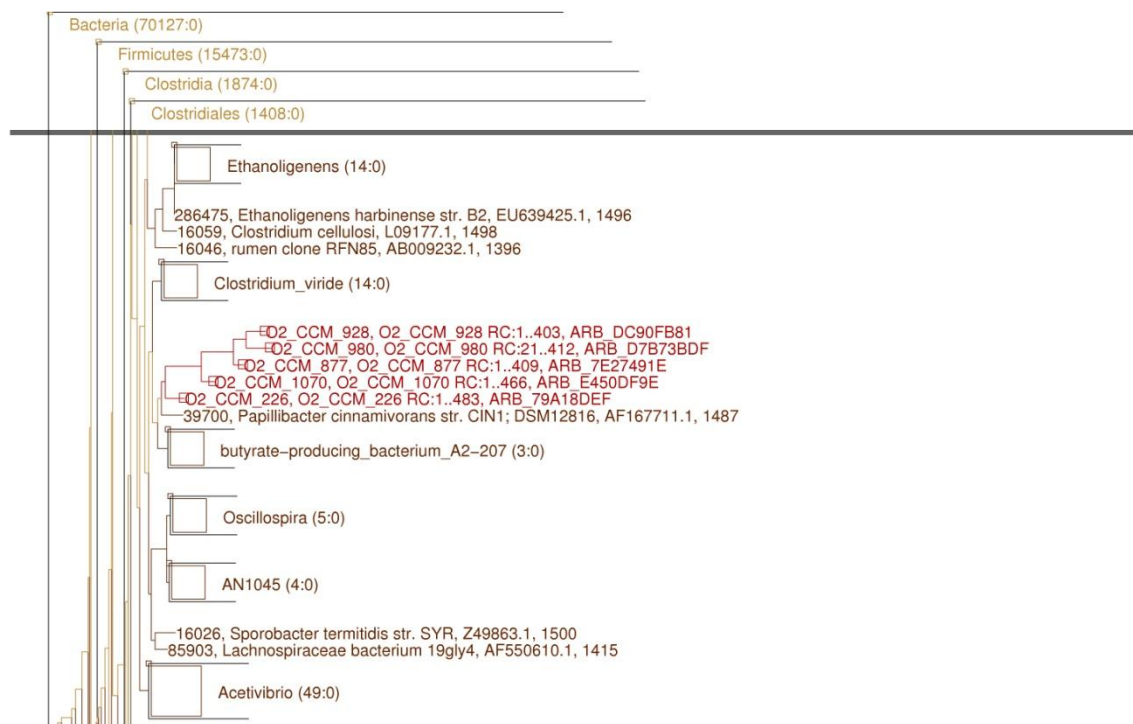 Bacteria (70127:0)
Firmicutes (15473:0)
Clostridia (1874:0)
Clostridiales (1408:0)
Ethanoligenens (14:0)
286475, Ethanoligenens harbinense str. B2, EU639425.1, 1496
16059, Clostridium cellulosi, L09177.1, 1498
16046, rumen clone RFN85, AB009232.1, 1396
Clostridium_viride (14:0)
O2_CCM_928, O2_CCM_928 RC:1..403, ARB_DC90FB81
O2_CCM_980, O2_CCM_980 RC:21..412, ARB_D7B73BDF
O2_CCM_877, O2_CCM_877 RC:1..409, ARB_7E27491E
O2_CCM_1070, O2_CCM_1070 RC:1..466, ARB_E450DF9E
O2_CCM_226, O2_CCM_226 RC:1..483, ARB_79A18DEF
39700, Papillibacter cinnamivorans str. CIN1; DSM12816, AF167711.1, 1487
butyrate-producing_bacterium_A2-207 (3:0)
Oscillospira (5:0)
AN1045 (4:0)
16026, Sporobacter termitidis str. SYR, Z49863.1, 1500
85903, Lachnospiraceae bacterium 19gly4, AF550610.1, 1415
Acetivibrio (49:0)